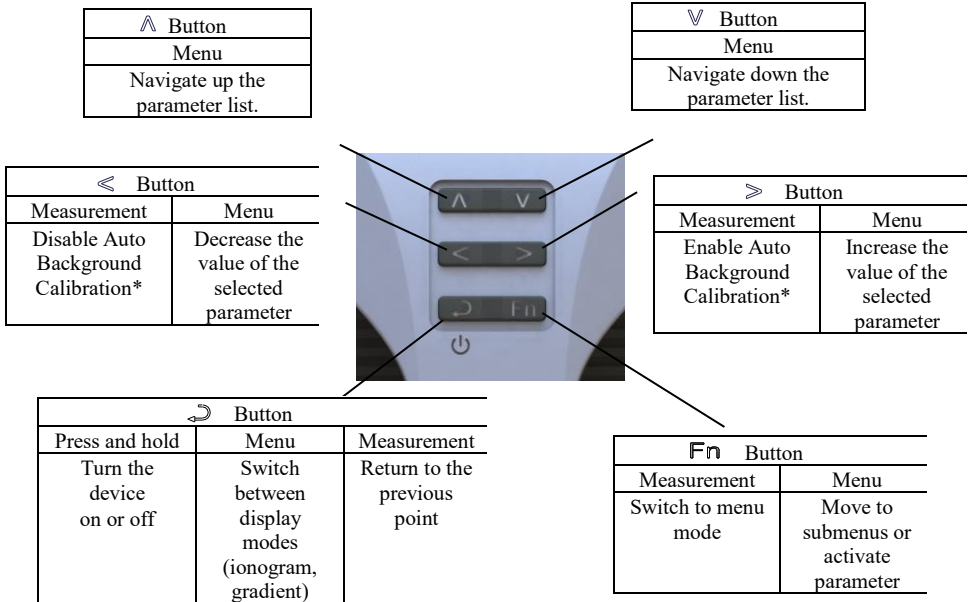 ∧ Button
Menu
Navigate up the
parameter list.
∨ Button
Menu
Navigate down the
parameter list.
< Button
Measurement Menu
Disable Auto Decrease the
Background value of the
Calibration* selected
parameter
> Button
Measurement Menu
Enable Auto Increase the
Background value of the
Calibration* selected
parameter
∧ ∨
< >
⮐ Fn
⏻
⮐ Button
Press and hold Menu Measurement
Turn the Switch Return to the
device between previous
on or off display point
modes
(ionogram,
gradient)
Fn Button
Measurement Menu
Switch to menu Move to
mode submenus or
activate
parameter